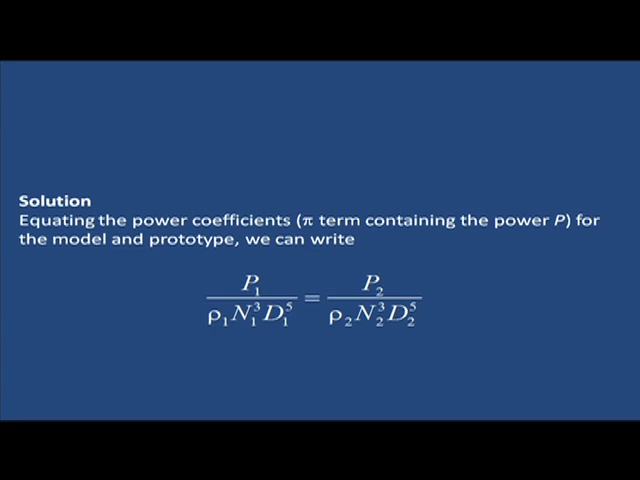 Solution
Equating the power coefficients (π term containing the power P) for
the model and prototype, we can write
P₁/(ρ₁N₁³D₁⁵) = P₂/(ρ₂N₂³D₂⁵)